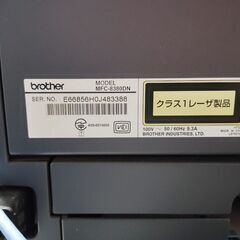 brother
MODEL
MFC-8380DN
SER. NO. E66856H0J483388
クラス1レーザ製品
100V ～ 50/60Hz 9.3A
BROTHER INDUSTRIES, LTD.